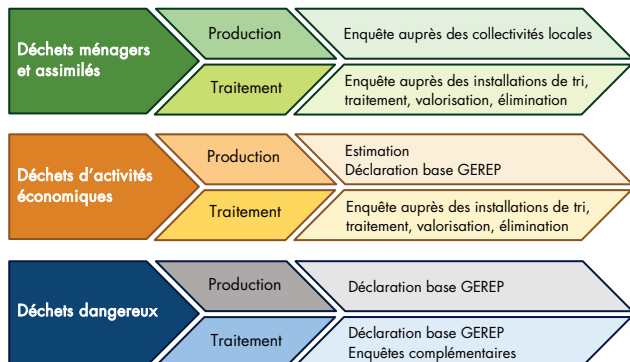 Déchets ménagers
et assimilés
Production
Enquête auprès des collectivités locales
Traitement
Enquête auprès des installations de tri,
traitement, valorisation, élimination
Déchets d'activités
économiques
Production
Estimation
Déclaration base GEREP
Traitement
Enquête auprès des installations de tri,
traitement, valorisation, élimination
Déchets dangereux
Production
Déclaration base GEREP
Traitement
Déclaration base GEREP
Enquêtes complémentaires